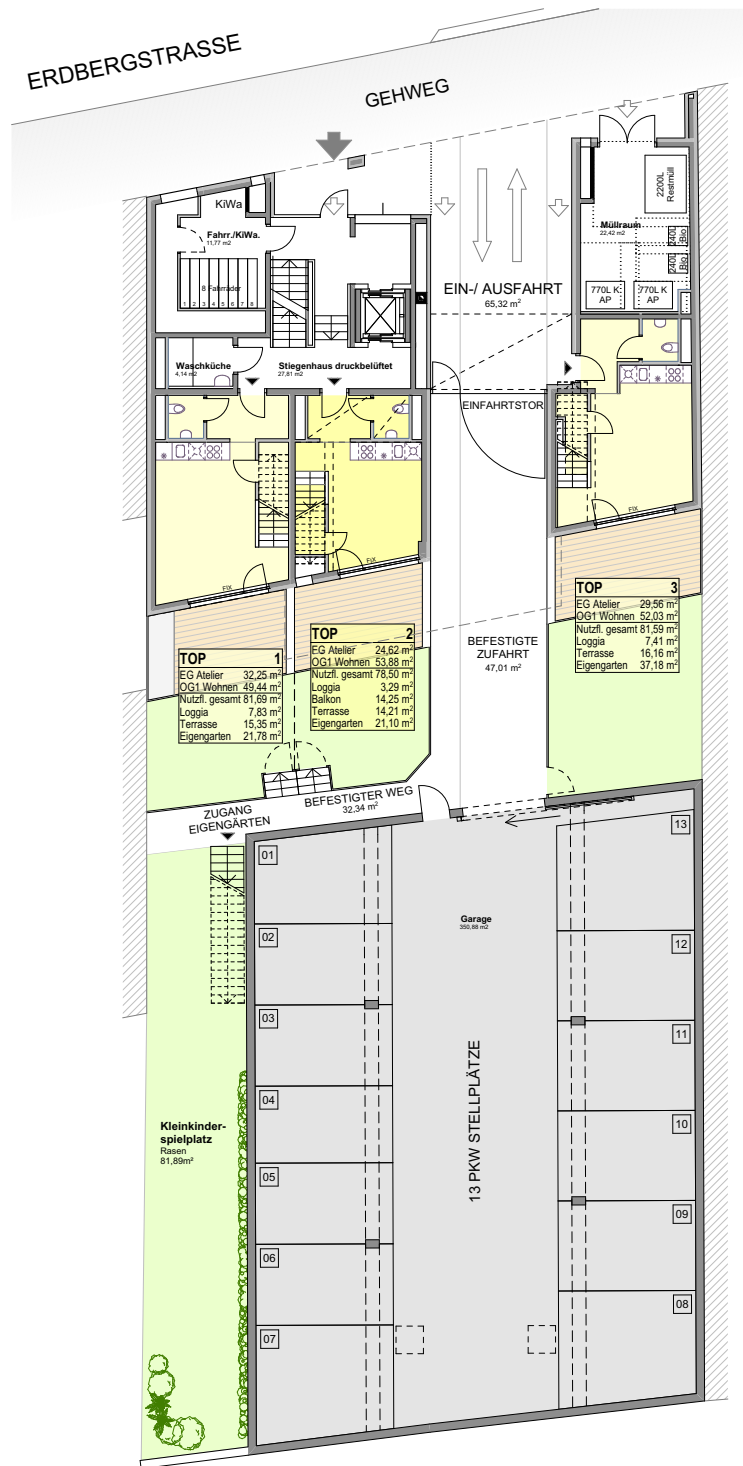 ERDBERGSTRASSE
GEHWEG
KiWa
Fahrr./KiWa.
11,77 m2
8 Fahrräder
1 2 3 4 5 6 7 8
2200L
Restmüll
Müllraum
22,42 m2
240L
Bio
240L
Bio
770L K
AP
770L K
AP
EIN-/ AUSFAHRT
65,32 m²
Waschküche
4,14 m2
Stiegenhaus druckbelüftet
27,81 m2
EINFAHRTSTOR
FIX
FIX
FIX
TOP 1
EG Atelier 32,25 m²
OG1 Wohnen 49,44 m²
Nutzfl. gesamt 81,69 m²
Loggia 7,83 m²
Terrasse 15,35 m²
Eigengarten 21,78 m²
TOP 2
EG Atelier 24,62 m²
OG1 Wohnen 53,88 m²
Nutzfl. gesamt 78,50 m²
Loggia 3,29 m²
Balkon 14,25 m²
Terrasse 14,21 m²
Eigengarten 21,10 m²
TOP 3
EG Atelier 29,56 m²
OG1 Wohnen 52,03 m²
Nutzfl. gesamt 81,59 m²
Loggia 7,41 m²
Terrasse 16,16 m²
Eigengarten 37,18 m²
BEFESTIGTE
ZUFAHRT
47,01 m²
ZUGANG
EIGENGÄRTEN
BEFESTIGTER WEG
32,34 m²
01
02
03
04
05
06
07
Garage
350,88 m2
13 PKW STELLPLÄTZE
13
12
11
10
09
08
Kleinkinder-
spielplatz
Rasen
81,89m²